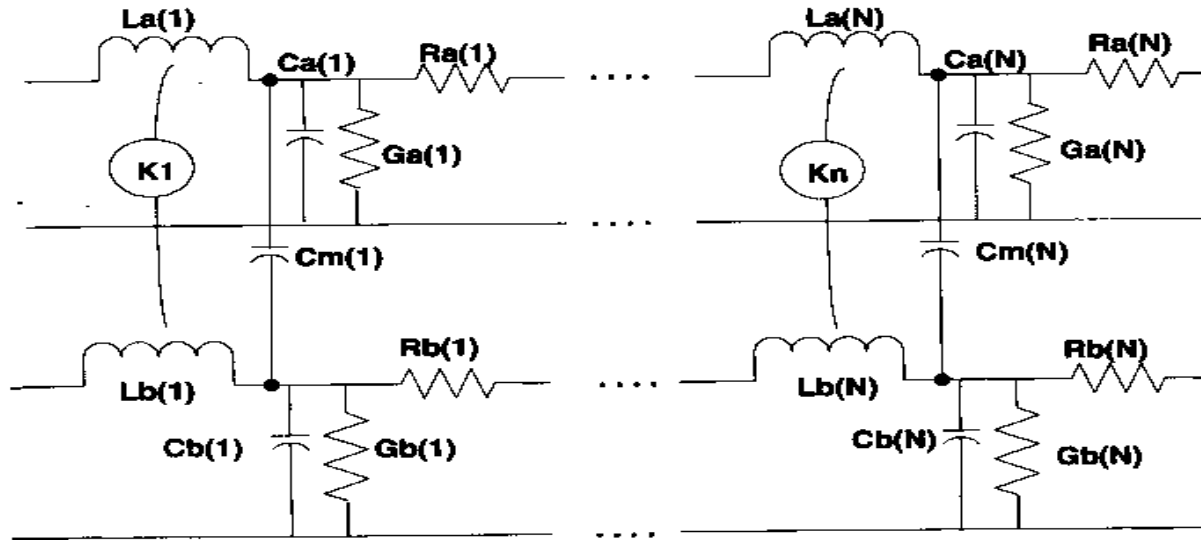 La(1)
Ca(1)
Ra(1)
....
La(N)
Ca(N)
Ra(N)
K1
Ga(1)
Kn
Ga(N)
....
Cm(1)
Cm(N)
Lb(1)
Rb(1)
....
Lb(N)
Rb(N)
Cb(1)
Gb(1)
Cb(N)
Gb(N)
....